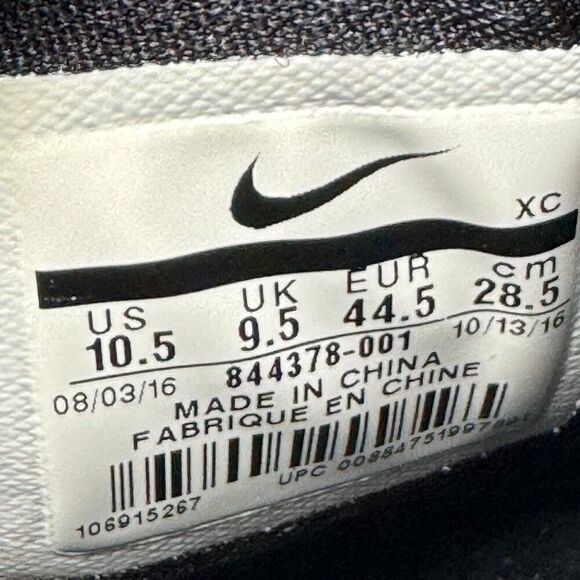 XC
US UK EUR cm
10.5 9.5 44.5 28.5
08/03/16 844378-001 10/13/16
MADE IN CHINA
FABRIQUE EN CHINE
106915267 UPC